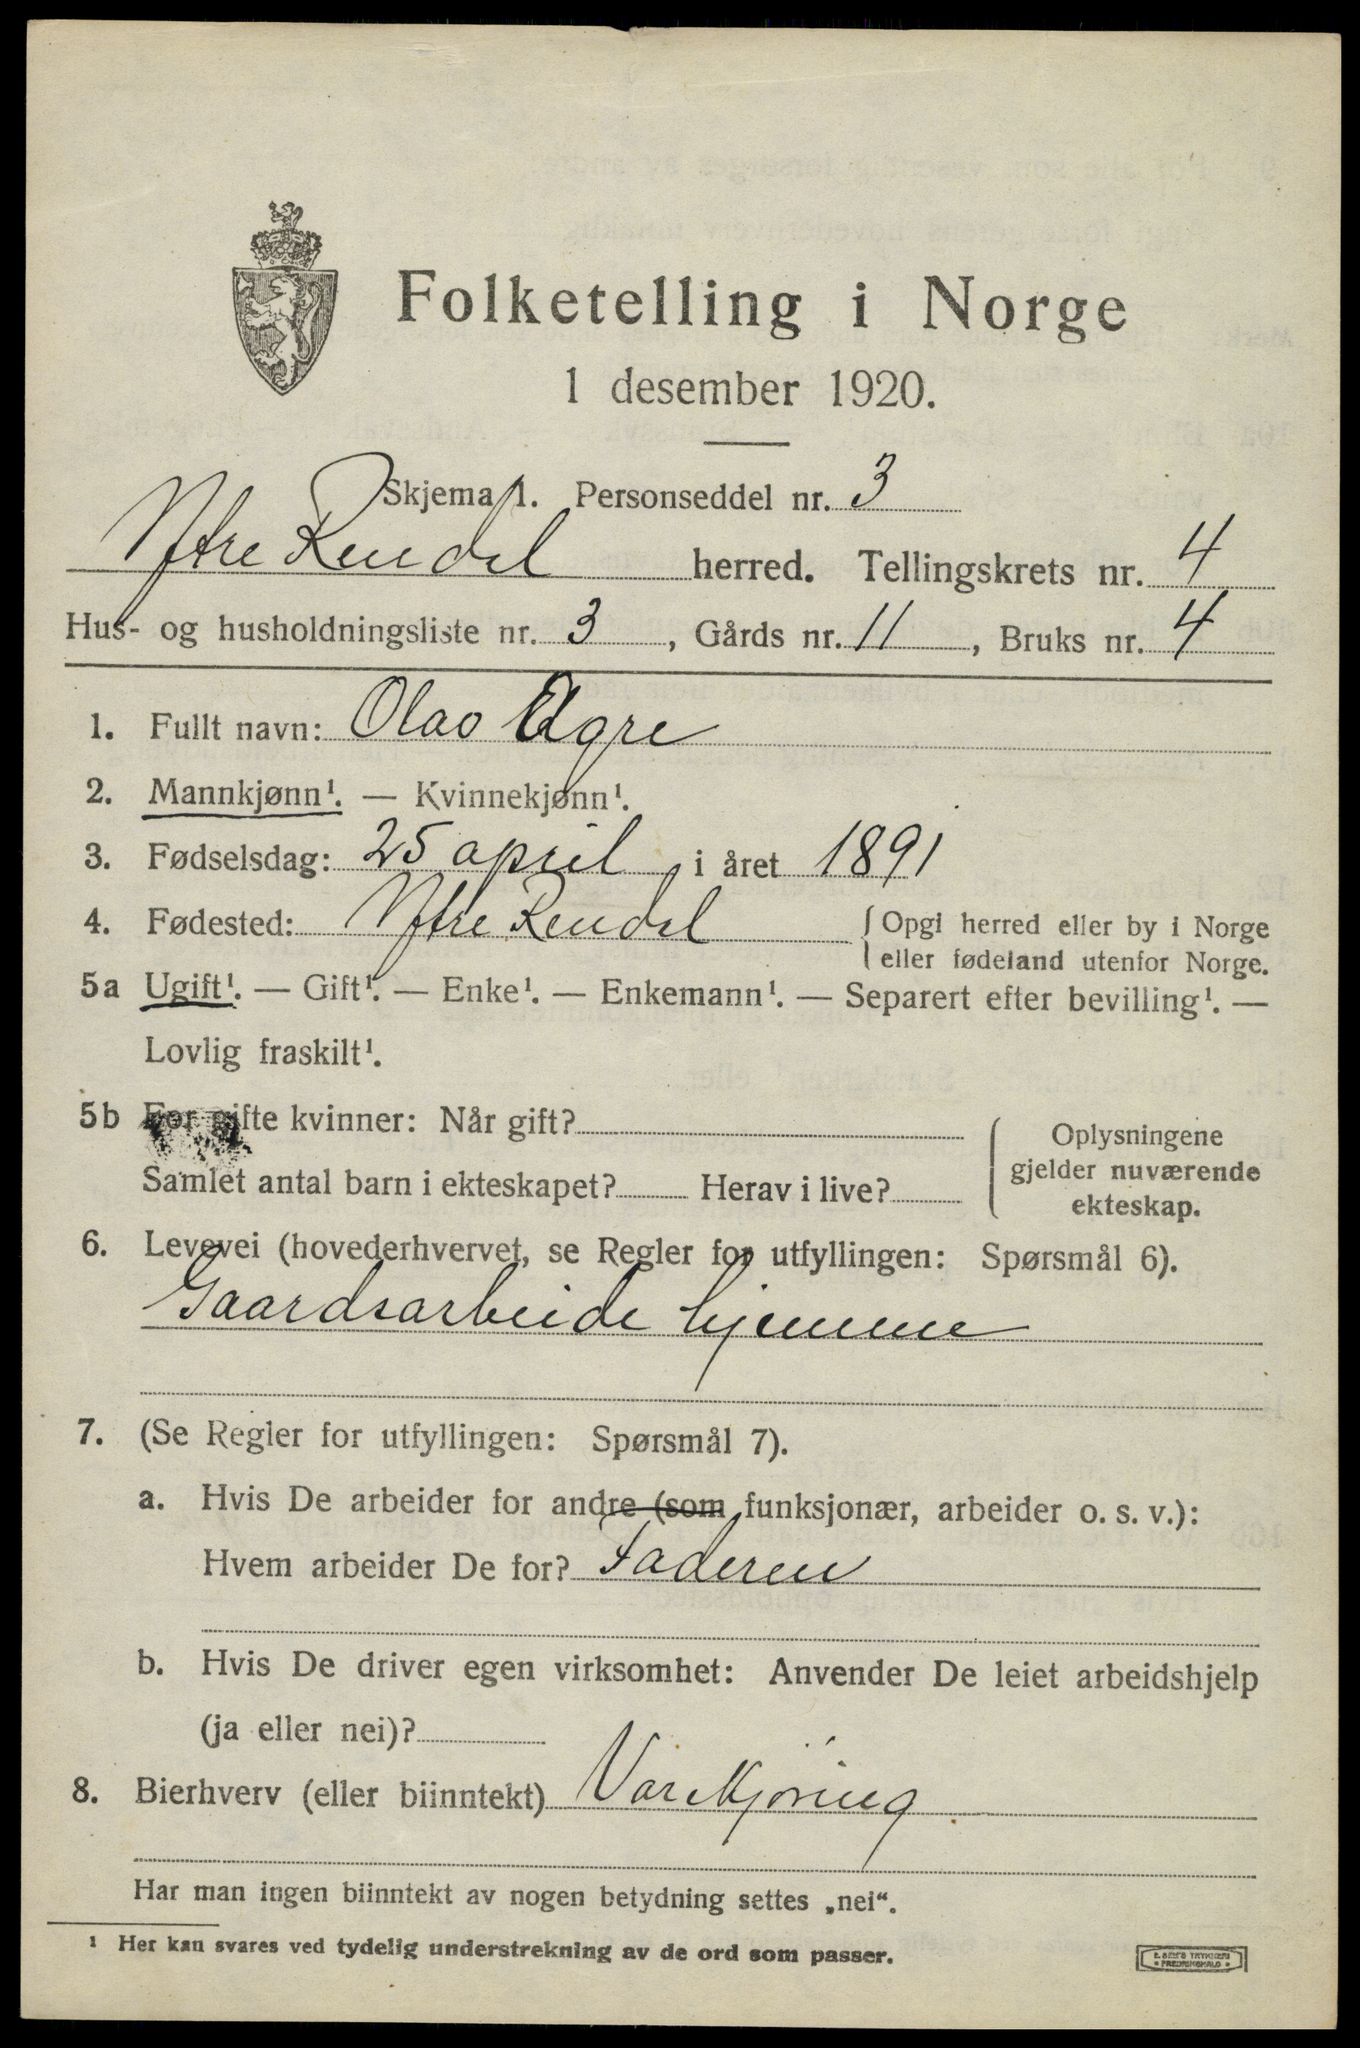 Folketelling i Norge
1 desember 1920.
Skjema 1. Personseddel nr. 3
Ytre Rendal herred. Tellingskrets nr. 4
Hus- og husholdningsliste nr. 3, Gårds nr. 11, Bruks nr. 4
1. Fullt navn: Olav Agre
2. Mannkjønn¹. — Kvinnekjønn¹.
3. Fødselsdag: 25 april i året 1891
4. Fødested: Ytre Rendal {Opgi herred eller by i Norge
eller fødeland utenfor Norge.
5a Ugift¹. — Gift¹. — Enke¹. — Enkemann¹. — Separert efter bevilling¹. —
Lovlig fraskilt¹.
5b For gifte kvinner: Når gift?
Samlet antal barn i ekteskapet? Herav i live?
Oplysningene
gjelder nuværende
ekteskap.
6. Levevei (hovederhvervet, se Regler for utfyllingen: Spørsmål 6).
Gaardsarbeide hjemme
7. (Se Regler for utfyllingen: Spørsmål 7).
a. Hvis De arbeider for andre (som funksjonær, arbeider o. s. v.):
Hvem arbeider De for? Faderen
b. Hvis De driver egen virksomhet: Anvender De leiet arbeidshjelp
(ja eller nei)?
8. Bierhverv (eller biinntekt) Varekjøring
Har man ingen biinntekt av nogen betydning settes „nei“.
¹ Her kan svares ved tydelig understrekning av de ord som passer.
E. SEM'S TRYKKERI
FREDRIKSHALD